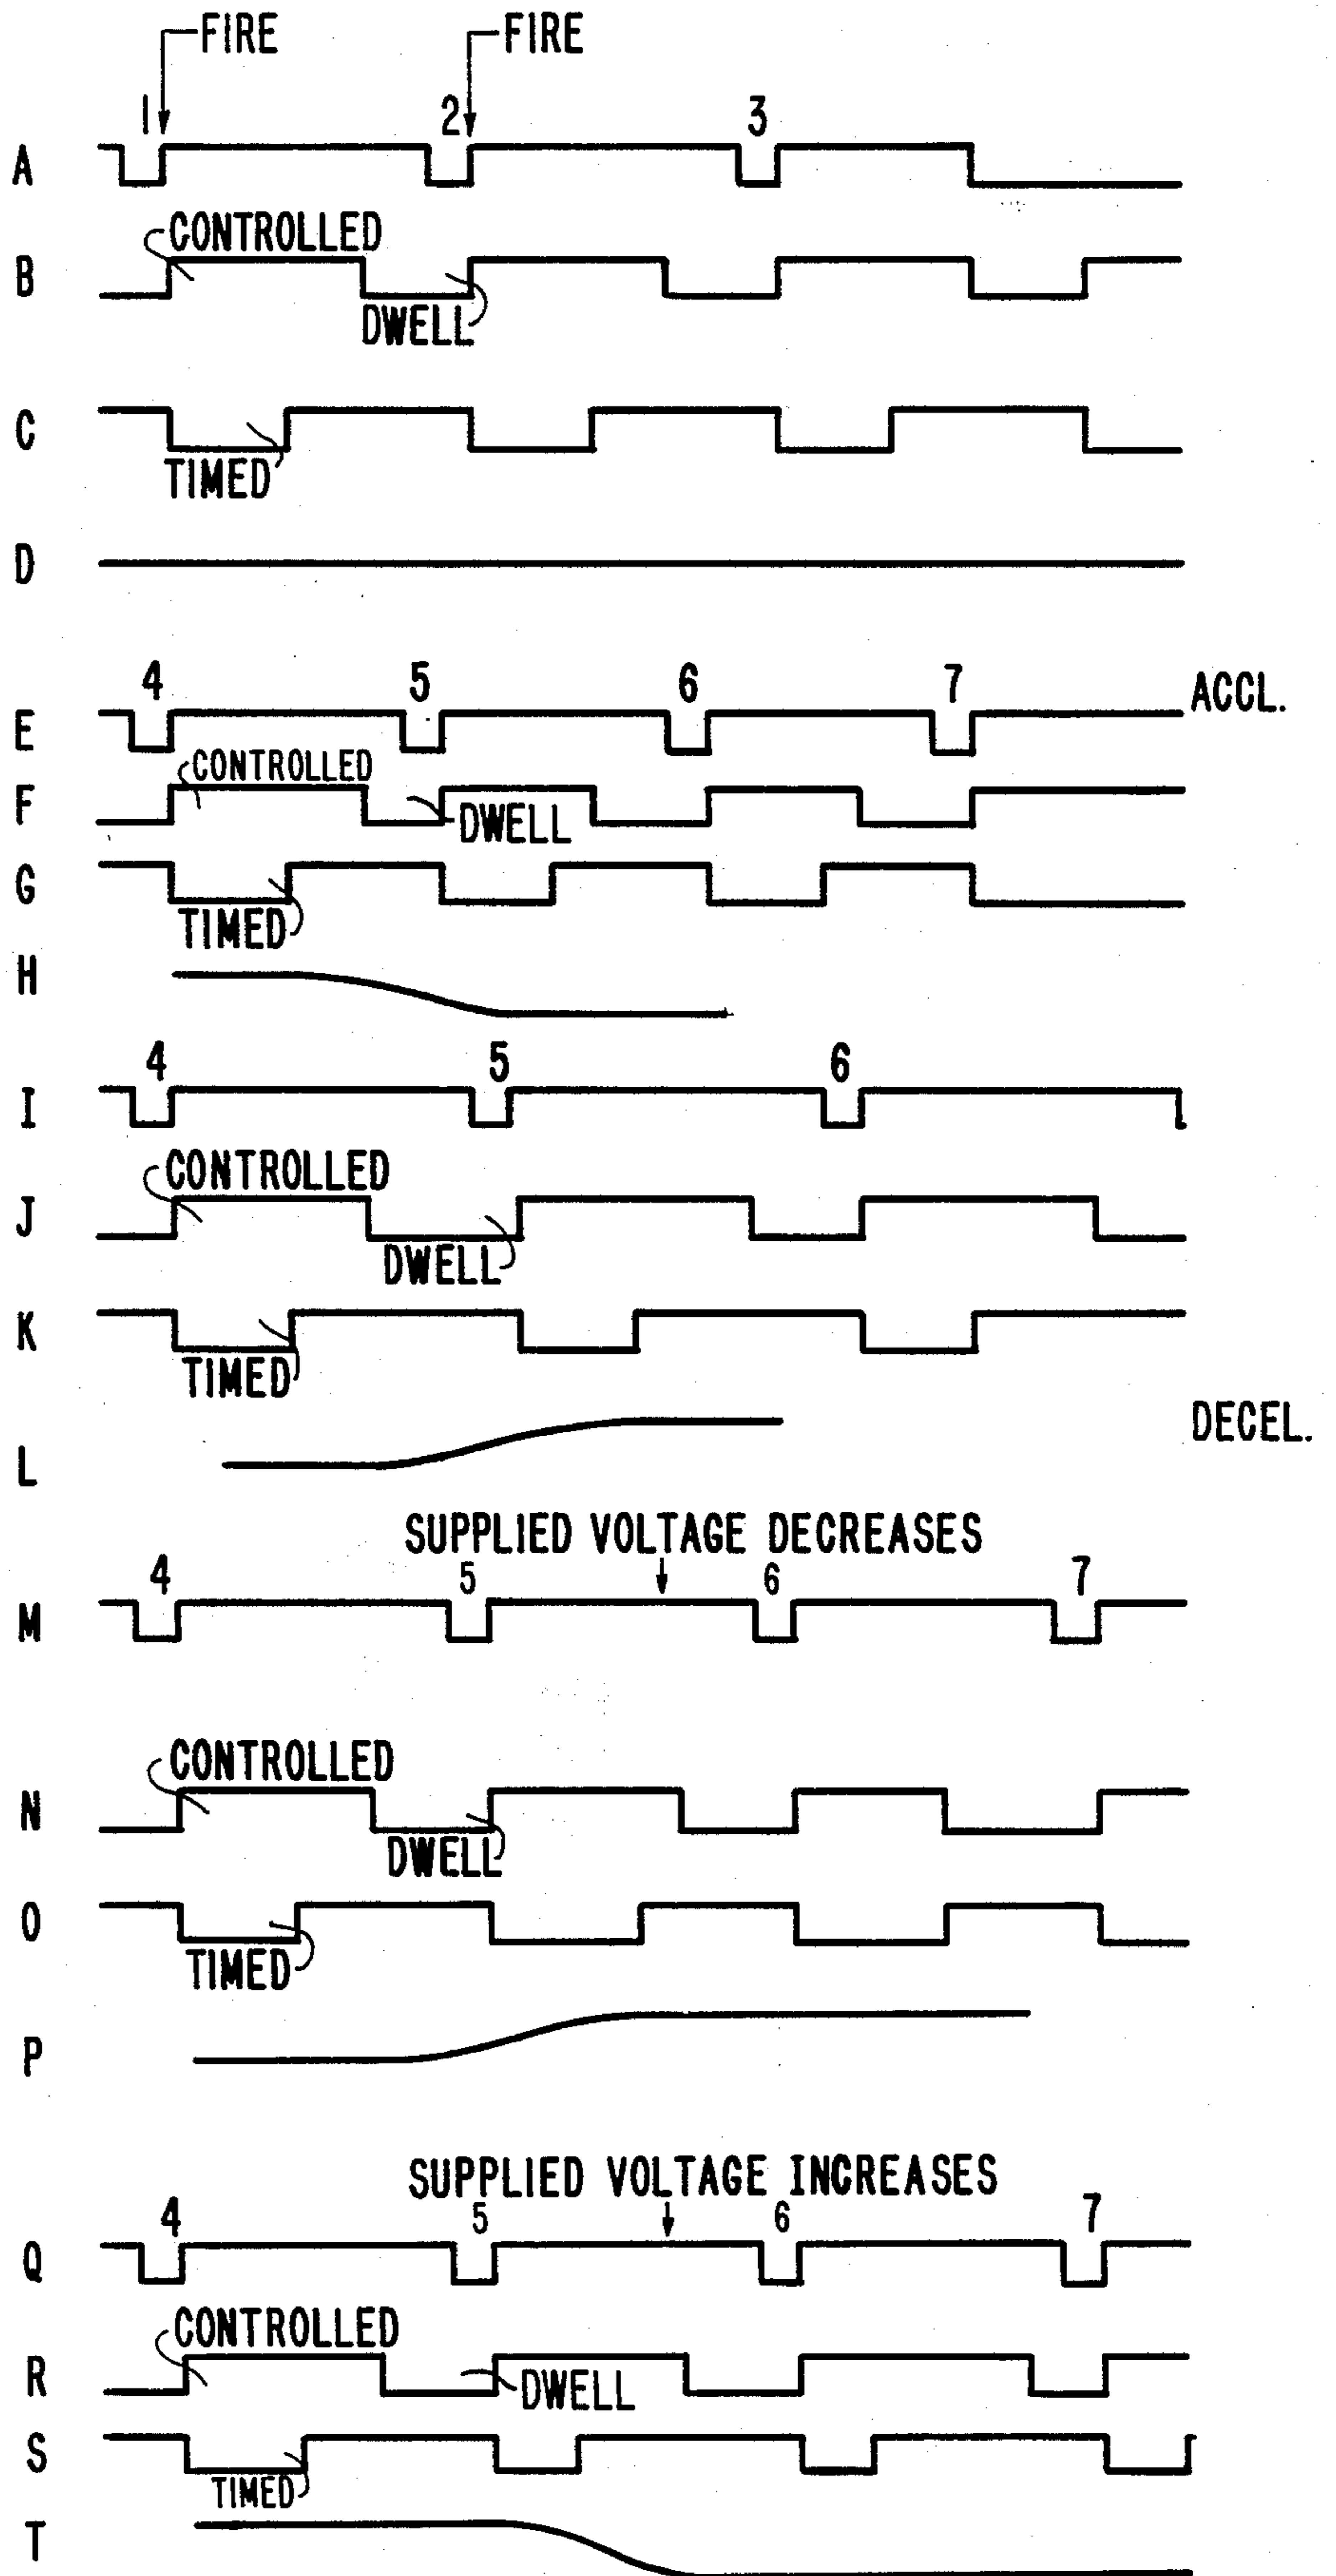 FIRE FIRE
1 2 3
A
CONTROLLED
B
DWELL
C
TIMED
D
4 5 6 7 ACCL.
E
CONTROLLED
F
DWELL
G
TIMED
H
4 5 6
I
CONTROLLED
J
DWELL
K
TIMED
DECEL.
L
SUPPLIED VOLTAGE DECREASES
4 5 6 7
M
CONTROLLED
N
DWELL
O
TIMED
P
SUPPLIED VOLTAGE INCREASES
4 5 6 7
Q
CONTROLLED
R
DWELL
S
TIMED
T